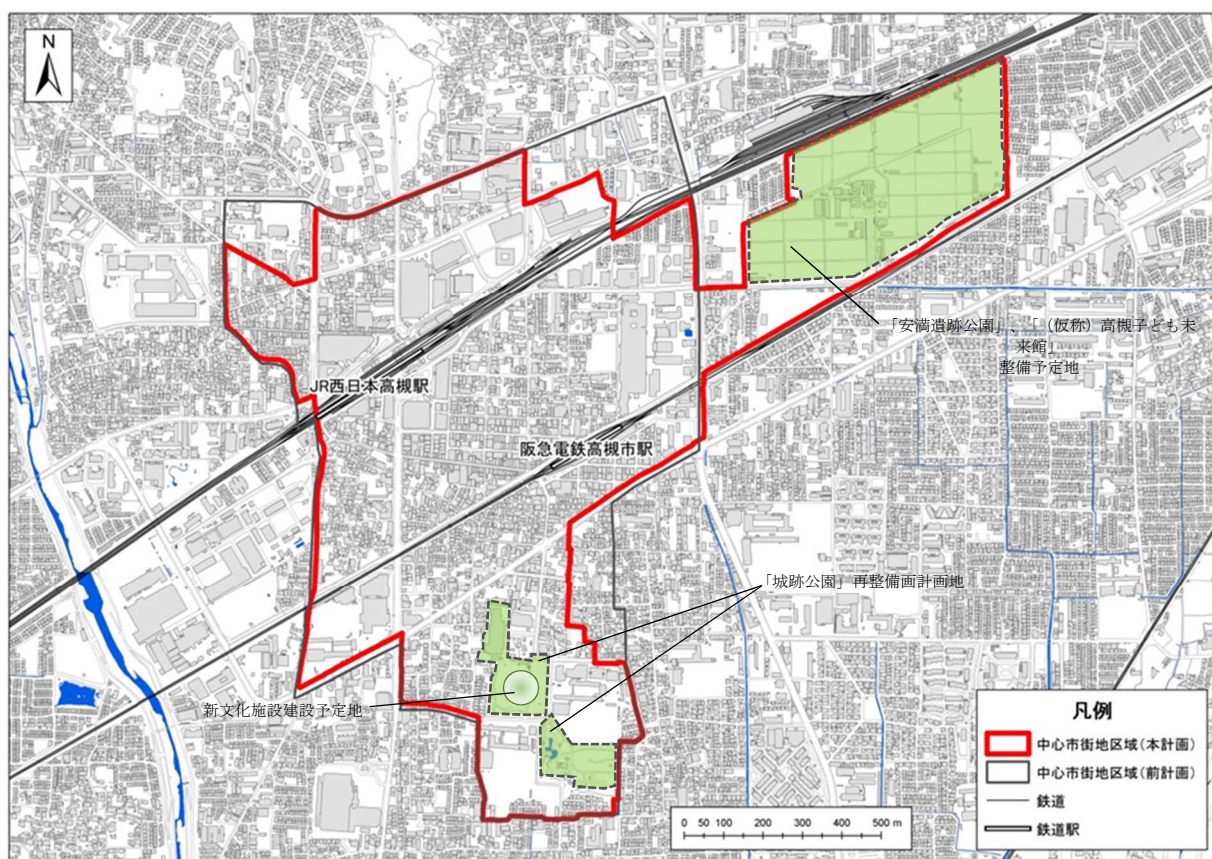 N
「安満遺跡公園」、「（仮称）高槻子ども未
来館」
整備予定地
JR西日本高槻駅
阪急電鉄高槻市駅
「城跡公園」再整備画計画地
新文化施設建設予定地
凡例
中心市街地区域（本計画）
中心市街地区域（前計画）
鉄道
鉄道駅
0 50 100 200 300 400 500 m